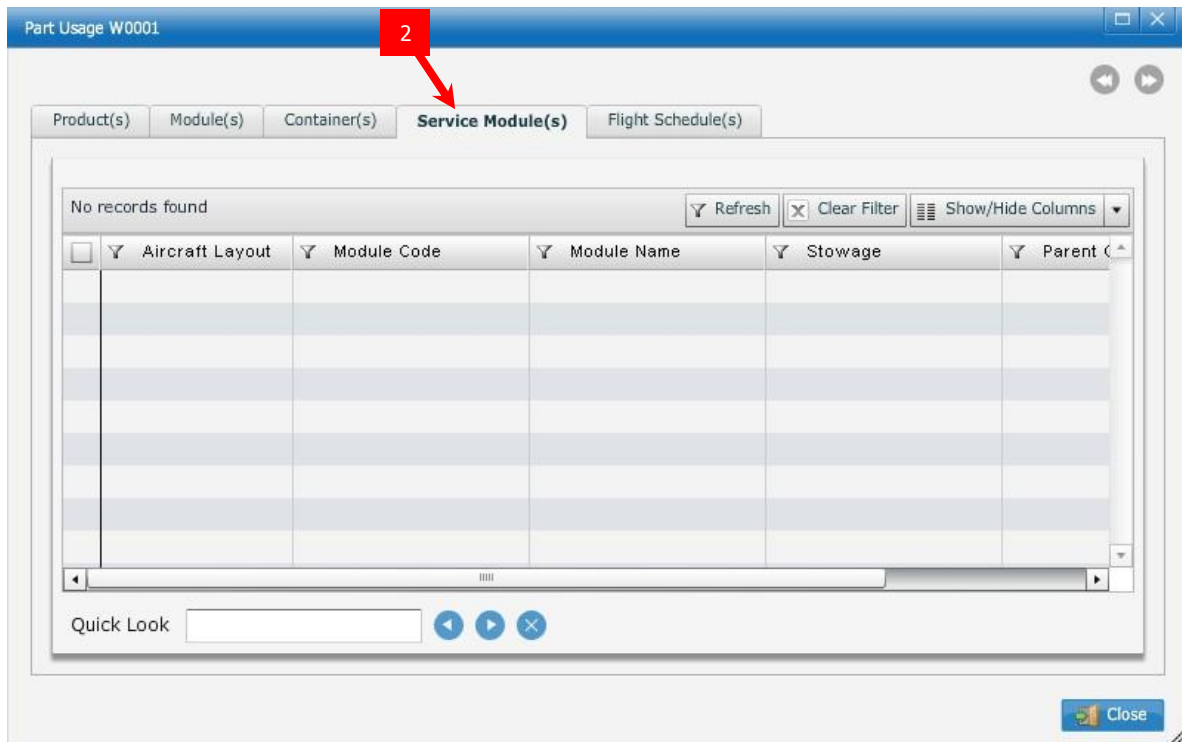 Part Usage W0001
2
Product(s) Module(s) Container(s) Service Module(s) Flight Schedule(s)
No records found Refresh Clear Filter Show/Hide Columns
Aircraft Layout Module Code Module Name Stowage Parent
Quick Look
Close